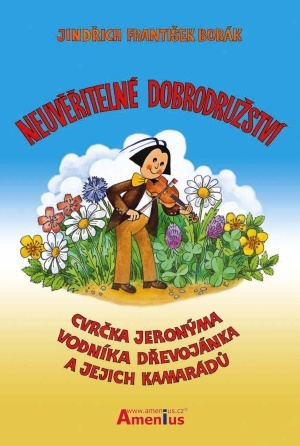 JINDŘICH FRANTIŠEK BOBÁK
NEUVĚŘITELNÉ DOBRODRUŽSTVÍ
CVRČKA JERONÝMA
VODNÍKA DŘEVOJÁNKA
A JEJICH KAMARÁDŮ
www.amenius.cz
Amenius